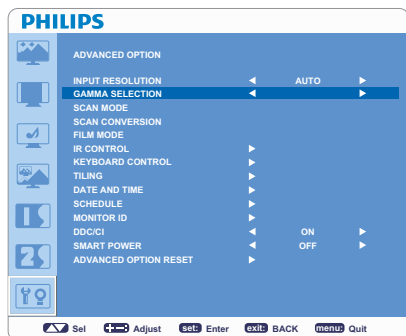 PHILIPS
ADVANCED OPTION
INPUT RESOLUTION AUTO
GAMMA SELECTION
SCAN MODE
SCAN CONVERSION
FILM MODE
IR CONTROL
KEYBOARD CONTROL
TILING
DATE AND TIME
SCHEDULE
MONITOR ID
DDC/CI ON
SMART POWER OFF
ADVANCED OPTION RESET
Sel Adjust set: Enter exit: BACK menu: Quit